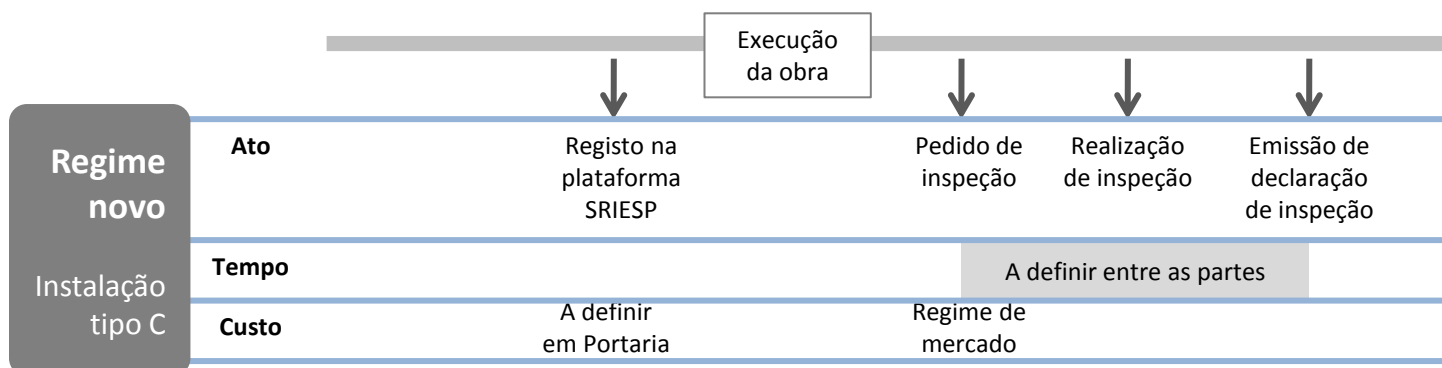 Execução
da obra
Regime
novo
Instalação
tipo C
Ato
Registo na
plataforma
SRIESP
Pedido de
inspeção
Realização
de inspeção
Emissão de
declaração
de inspeção
Tempo
A definir entre as partes
Custo
A definir
em Portaria
Regime de
mercado